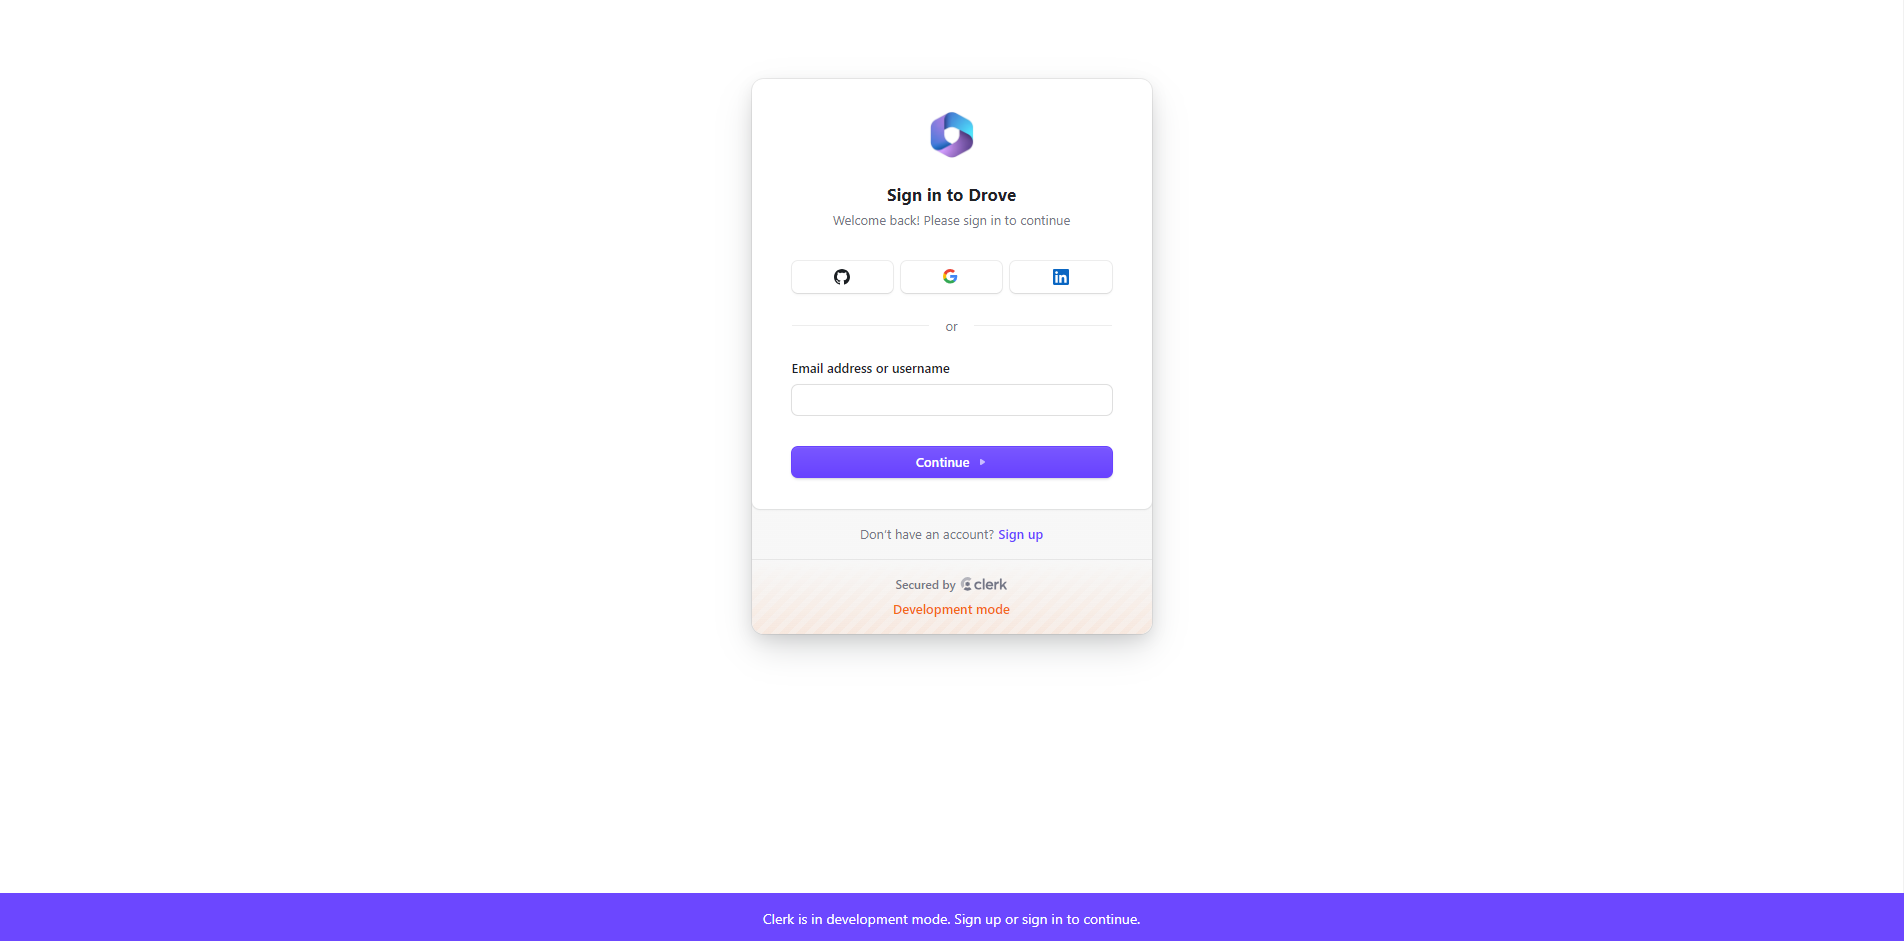 Sign in to Drove
Welcome back! Please sign in to continue
or
Email address or username
Continue
Don't have an account? Sign up
Secured by clerk
Development mode
Clerk is in development mode. Sign up or sign in to continue.